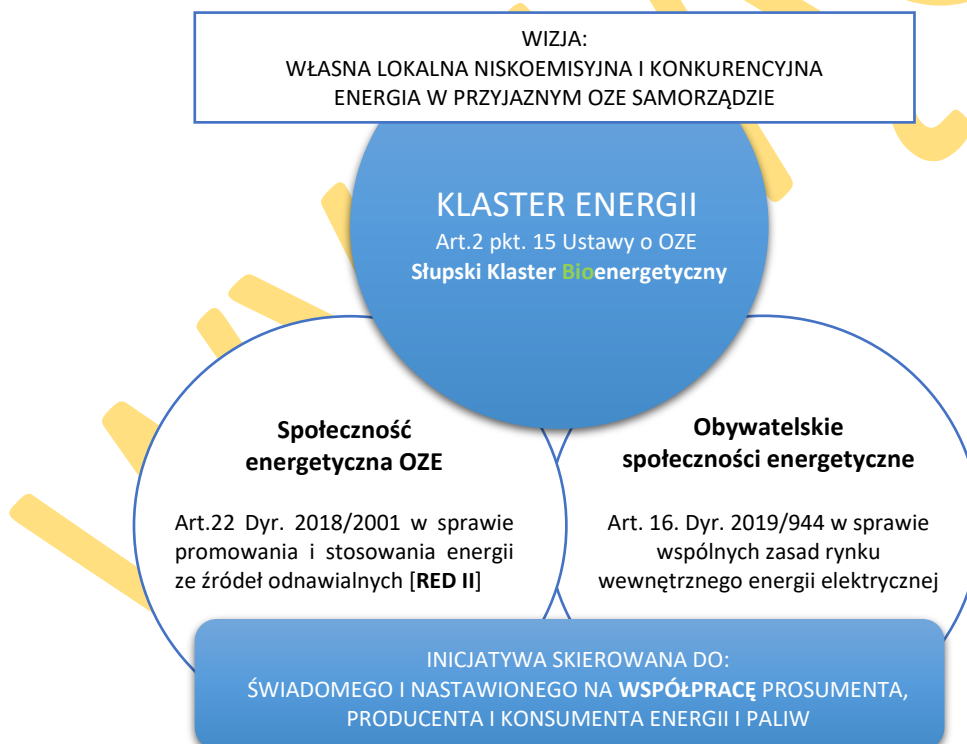 WIZJA:
WŁASNA LOKALNA NISKOEMISYJNA I KONKURENCYJNA
ENERGIA W PRZYJAZNYM OZE SAMORZĄDZIE
KLASTER ENERGII
Art.2 pkt. 15 Ustawy o OZE
Słupski Klaster Bioenergetyczny
Społeczność
energetyczna OZE
Art.22 Dyr. 2018/2001 w sprawie
promowania i stosowania energii
ze źródeł odnawialnych [RED II]
Obywatelskie
społeczności energetyczne
Art. 16. Dyr. 2019/944 w sprawie
wspólnych zasad rynku
wewnętrznego energii elektrycznej
INICJATYWA SKIEROWANA DO:
ŚWIADOMEGO I NASTAWIONEGO NA WSPÓŁPRACĘ PROSUMENTA,
PRODUCENTA I KONSUMENTA ENERGII I PALIW